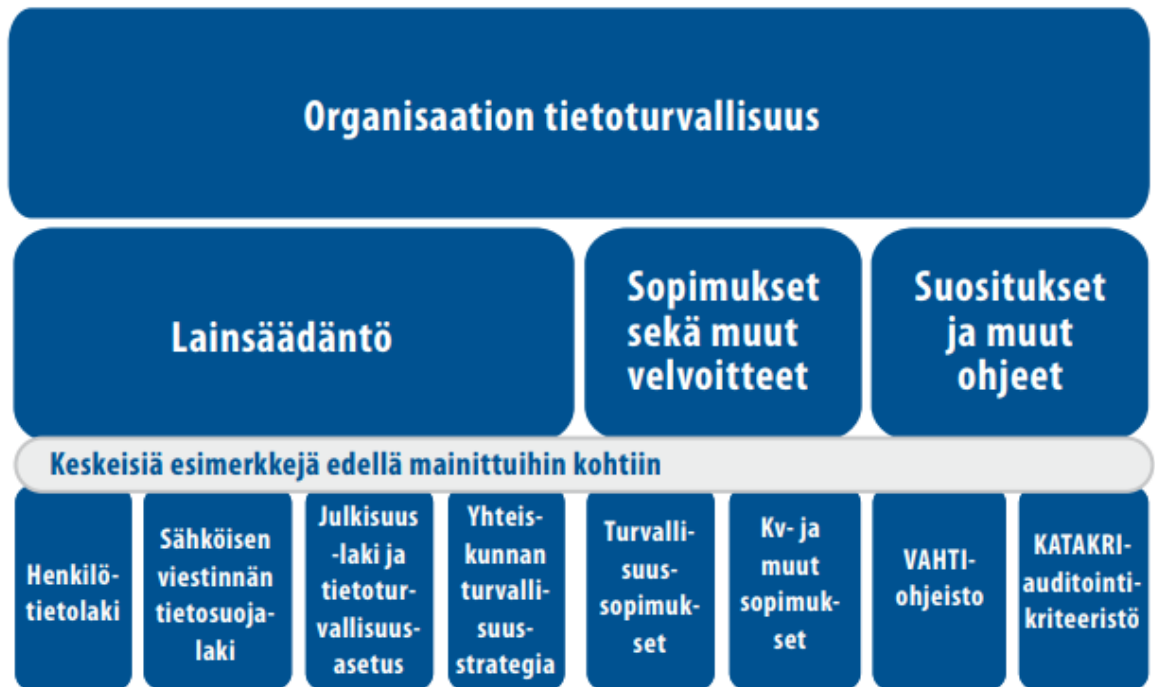 Organisaation tietoturvallisuus
Lainsäädäntö
Sopimukset
sekä muut
velvoitteet
Suositukset
ja muut
ohjeet
Keskeisiä esimerkkejä edellä mainittuihin kohtiin
Henkilö-
tietolaki
Sähköisen
viestinnän
tietosuoja-
laki
Julkisuus
-laki ja
tietotur-
vallisuus-
asetus
Yhteis-
kunnan
turvalli-
suus-
strategia
Turvalli-
suus-
sopimuk-
set
Kv- ja
muut
sopimuk-
set
VAHTI-
ohjeisto
KATAKRI-
auditointi-
kriteeristö